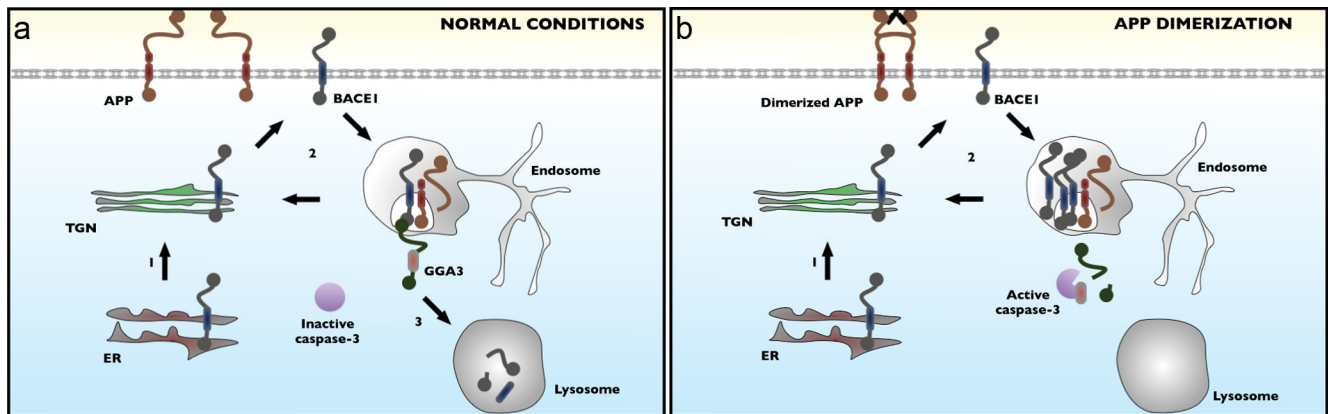 a
NORMAL CONDITIONS
APP
BACE1
2
Endosome
TGN
1
GGA3
Inactive
caspase-3
3
ER
Lysosome
b
APP DIMERIZATION
Dimerized APP
BACE1
2
Endosome
TGN
1
Active
caspase-3
ER
Lysosome